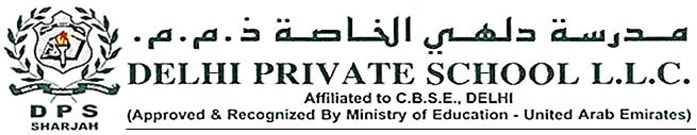 مدرسة دلهي الخاصة ذ.م.م.
DELHI PRIVATE SCHOOL L.L.C.
Affiliated to C.B.S.E., DELHI
(Approved & Recognized By Ministry of Education - United Arab Emirates)
DPS
SHARJAH